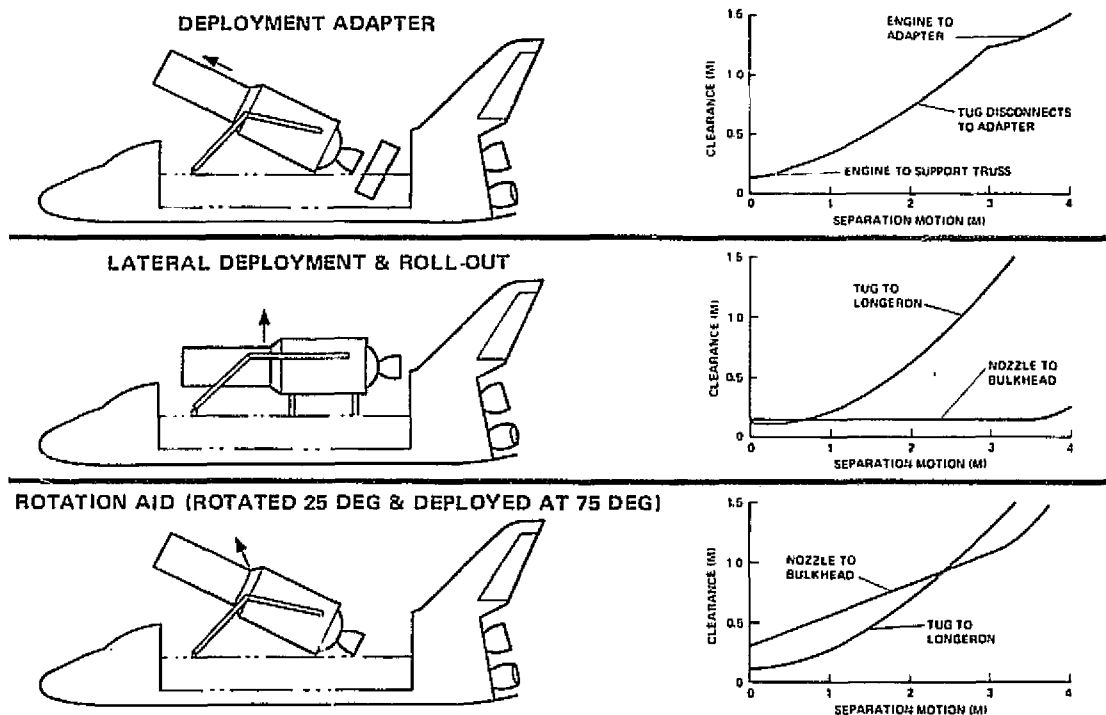 DEPLOYMENT ADAPTER
1.5
1.0
0.5
0
CLEARANCE (M)
ENGINE TO
ADAPTER
TUG DISCONNECTS
TO ADAPTER
ENGINE TO SUPPORT TRUSS
0 1 2 3 4
SEPARATION MOTION (M)
LATERAL DEPLOYMENT & ROLL-OUT
1.5
1.0
0.5
0
CLEARANCE (M)
TUG TO
LONGERON
NOZZLE TO
BULKHEAD
0 1 2 3 4
SEPARATION MOTION (M)
ROTATION AID (ROTATED 25 DEG & DEPLOYED AT 75 DEG)
1.5
1.0
0.5
0
CLEARANCE (M)
NOZZLE TO
BULKHEAD
TUG TO
LONGERON
0 1 2 3 4
SEPARATION MOTION (M)